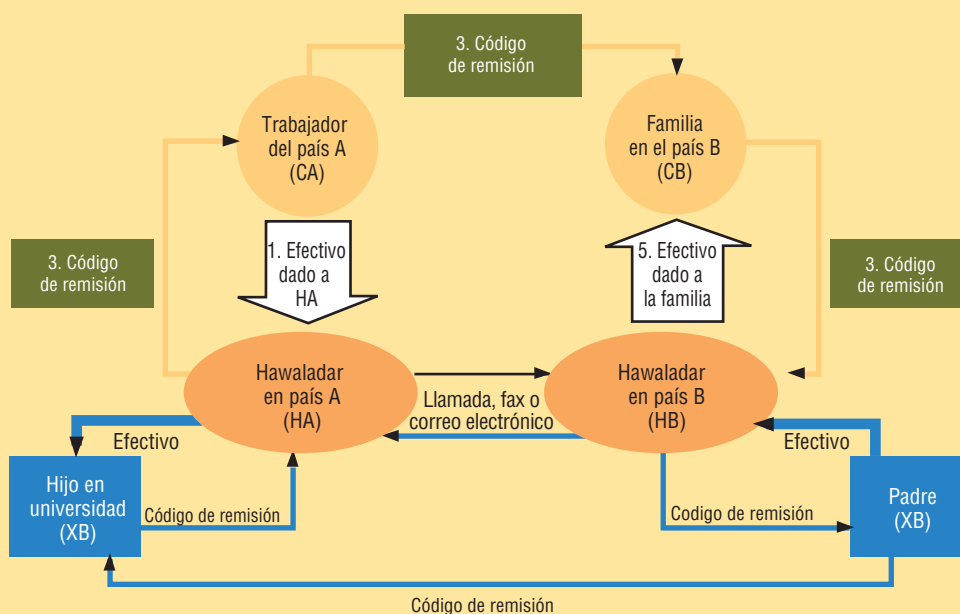 3. Código
de remisión
Trabajador
del país A
(CA)
Familia
en el país B
(CB)
3. Código
de remisión
1. Efectivo
dado a
HA
5. Efectivo
dado a
la familia
3. Código
de remisión
Hawaladar
en país A
(HA)
Llamada, fax o
correo electrónico
Hawaladar
en país B
(HB)
Efectivo
Efectivo
Hijo en
universidad
(XB)
Código de remisión
Codigo de remisión
Padre
(XB)
Código de remisión